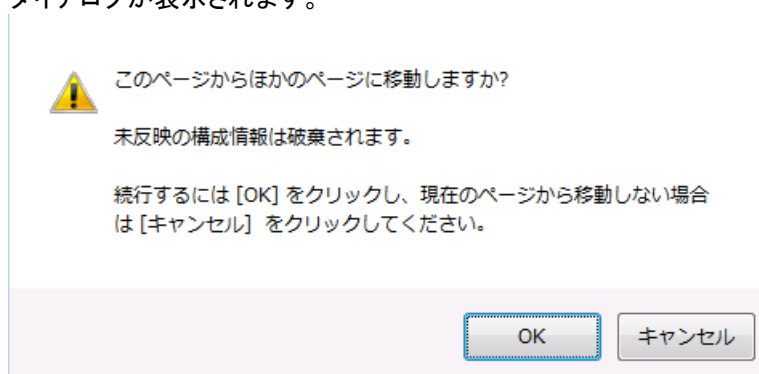 ダイアログが表示されます。
このページからほかのページに移動しますか?
未反映の構成情報は破棄されます。
続行するには [OK] をクリックし、現在のページから移動しない場合
は [キャンセル] をクリックしてください。
OK
キャンセル